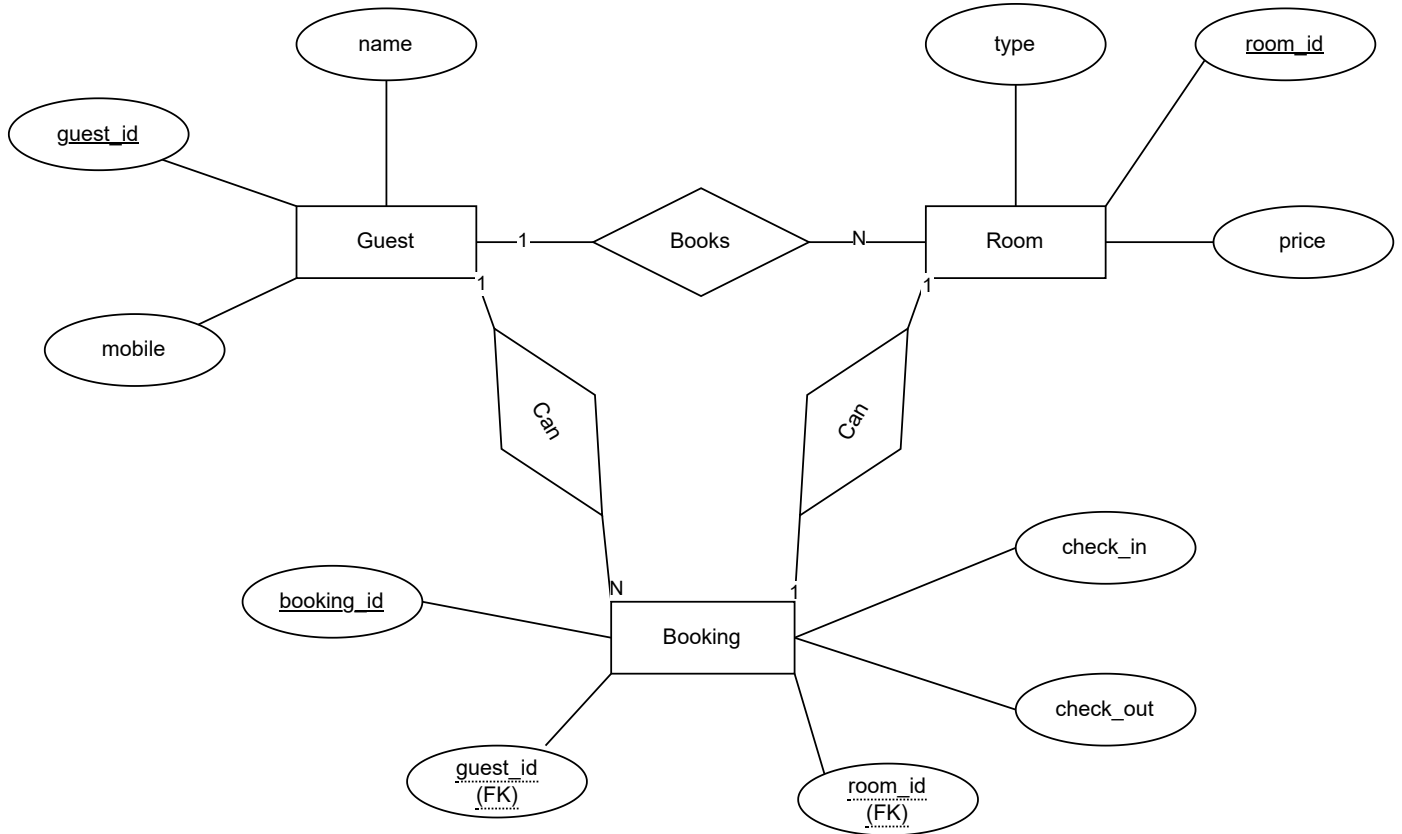 name
type
room_id
guest_id
Guest
1
Books
N
Room
price
1
1
mobile
Can
Can
check_in
N
1
booking_id
Booking
check_out
guest_id
(FK)
room_id
(FK)